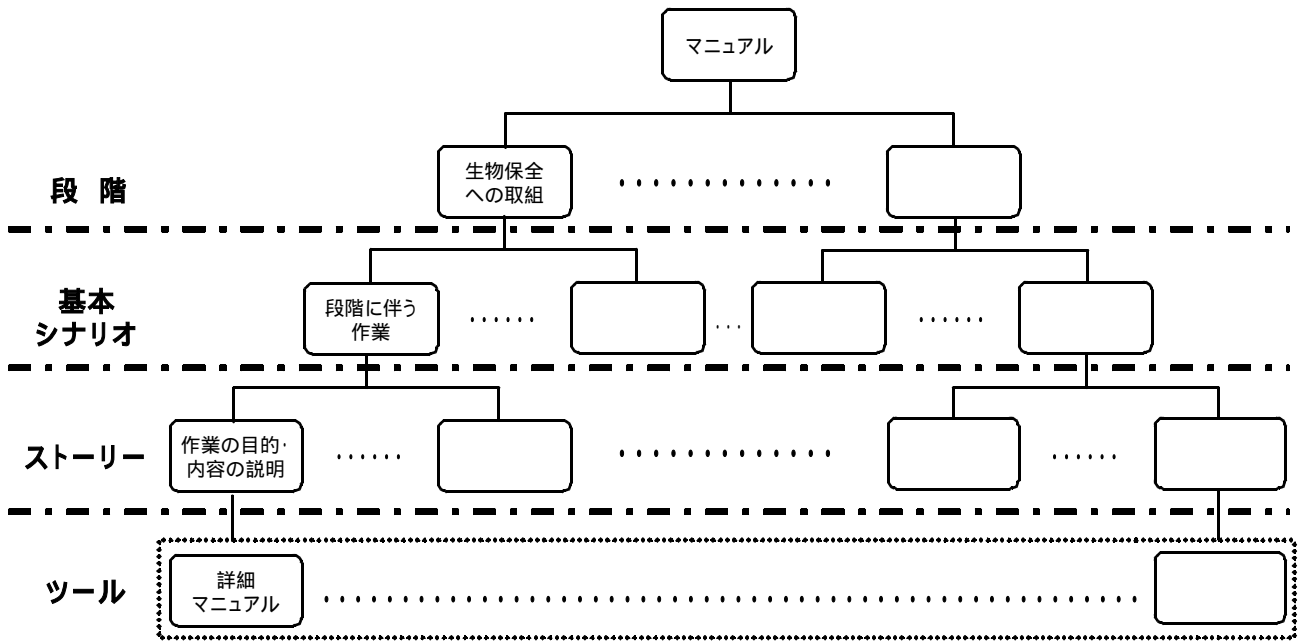 マニュアル
生物保全
への取組
段 階
段階に伴う
作業
基本
シナリオ
作業の目的・
内容の説明
ストーリー
詳細
マニュアル
ツール